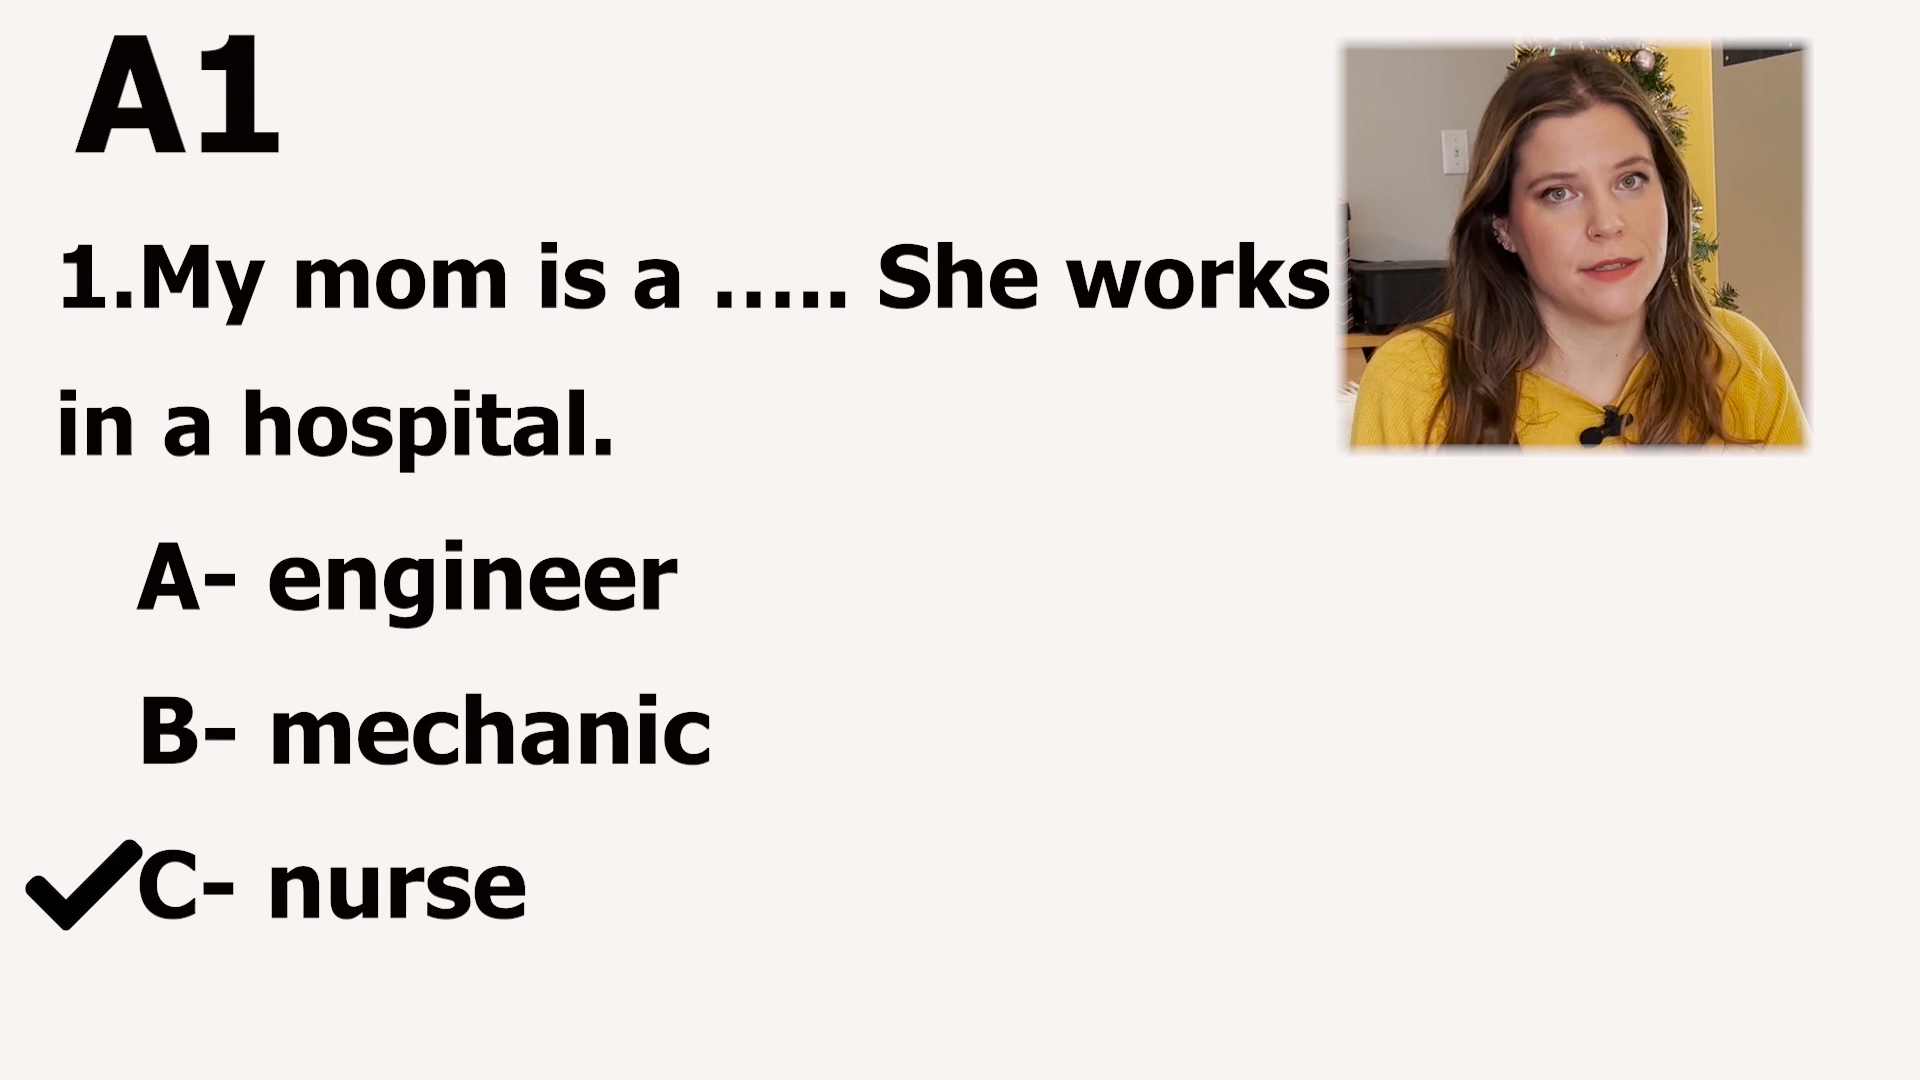 A1
1.My mom is a ..... She works
in a hospital.
A- engineer
B- mechanic
C- nurse